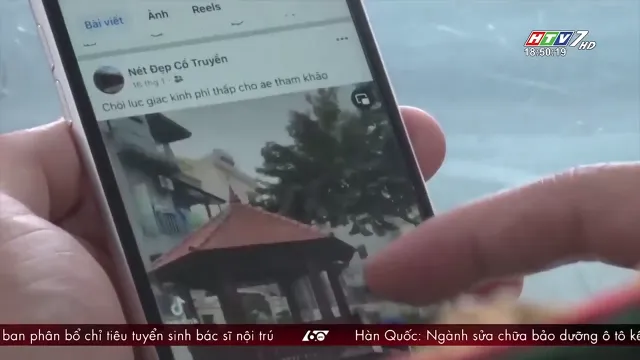 HTV7 HD
18:50:19
Bài viết Ảnh Reels
Nét Đẹp Cổ Truyền
16 thg 1
Chòi lục giác kinh phí thấp cho ae tham khảo
ban phân bổ chỉ tiêu tuyển sinh bác sĩ nội trú 60 Hàn Quốc: Ngành sửa chữa bảo dưỡng ô tô kê